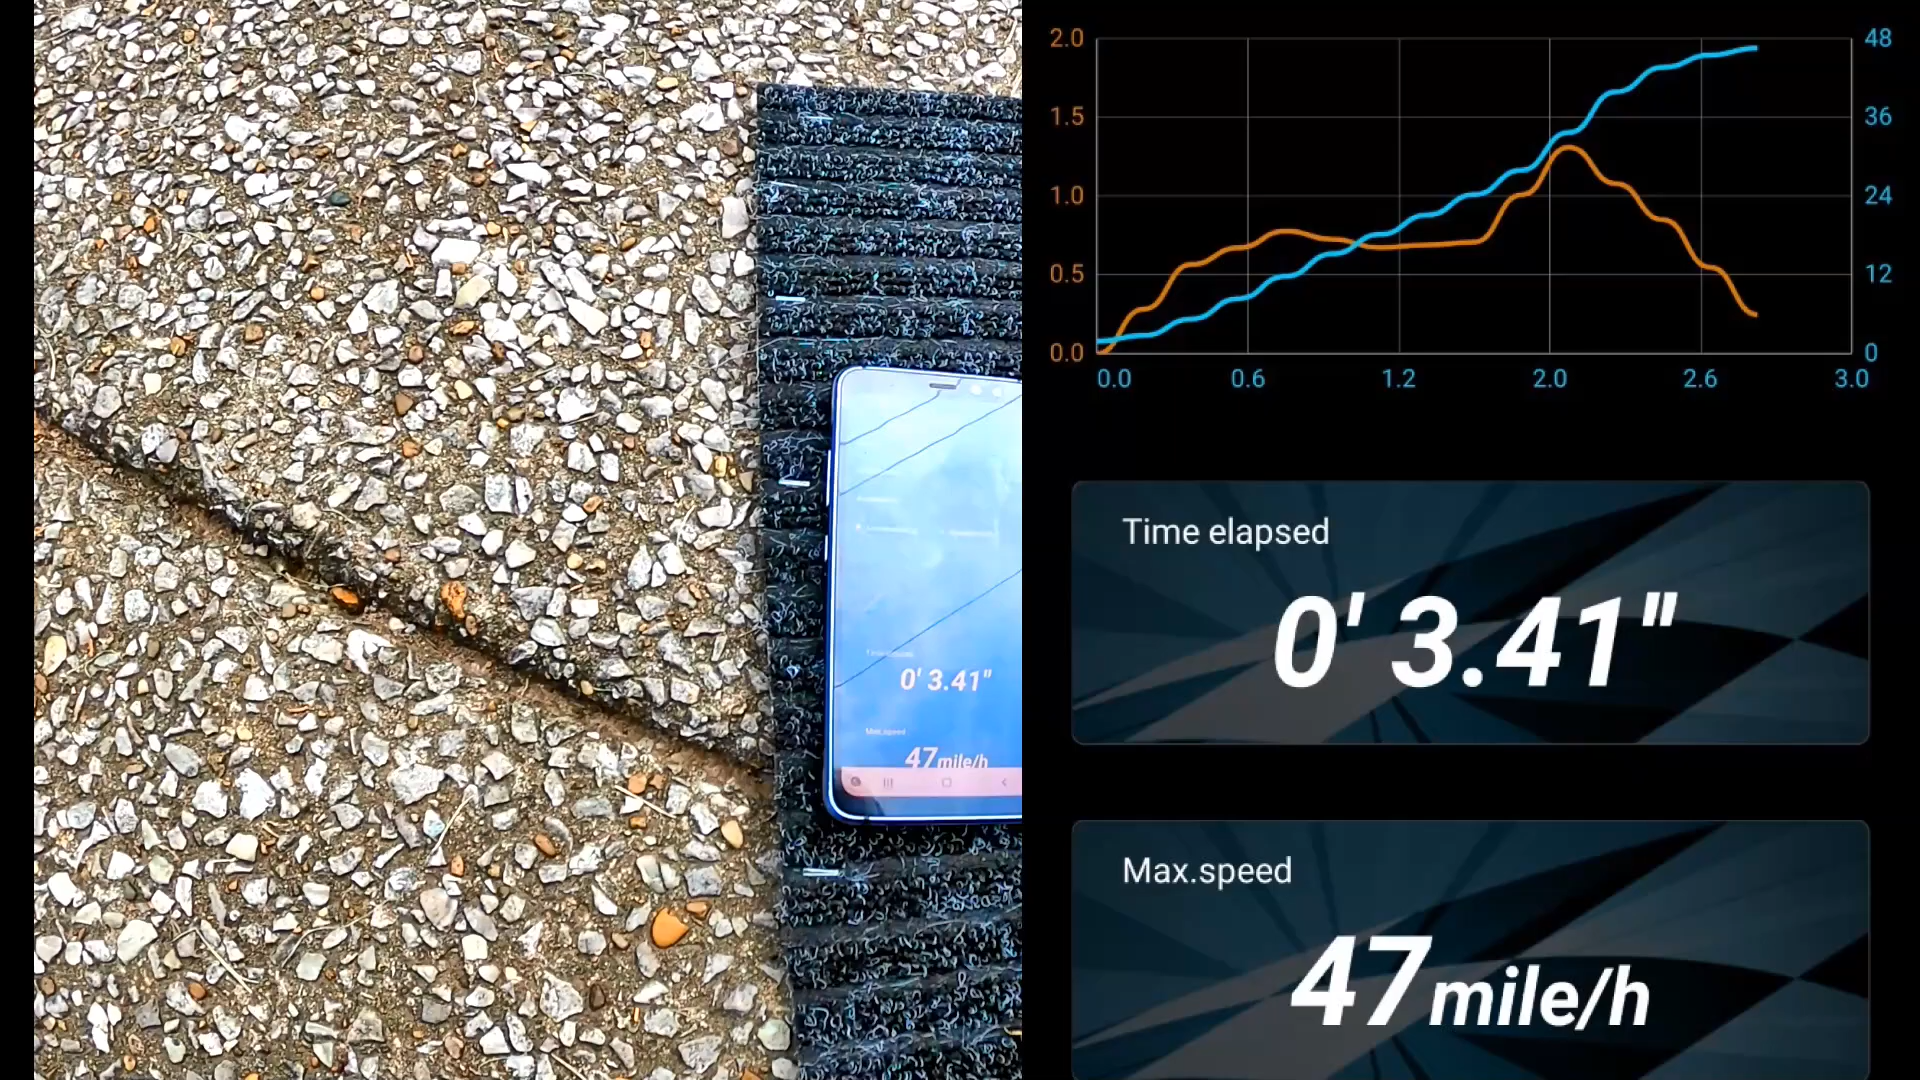 0' 3.41"
Max.speed
47mile/h
2.0
48
1.5
36
1.0
24
0.5
12
0.0
0
0.0 0.6 1.2 2.0 2.6 3.0
Time elapsed
0' 3.41"
Max.speed
47mile/h